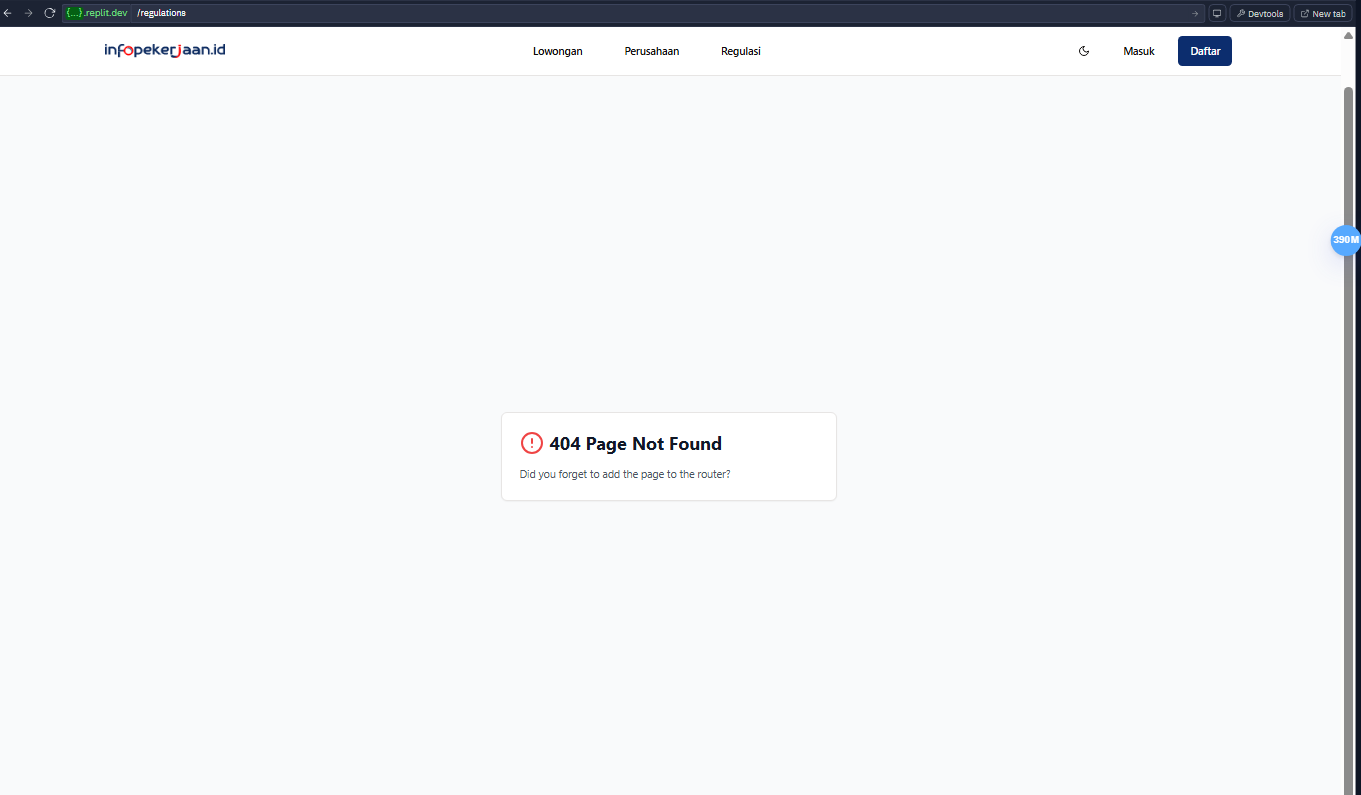 {...}.replit.dev /regulations Devtools New tab
infopekerjaan.id Lowongan Perusahaan Regulasi Masuk Daftar
390M
404 Page Not Found
Did you forget to add the page to the router?